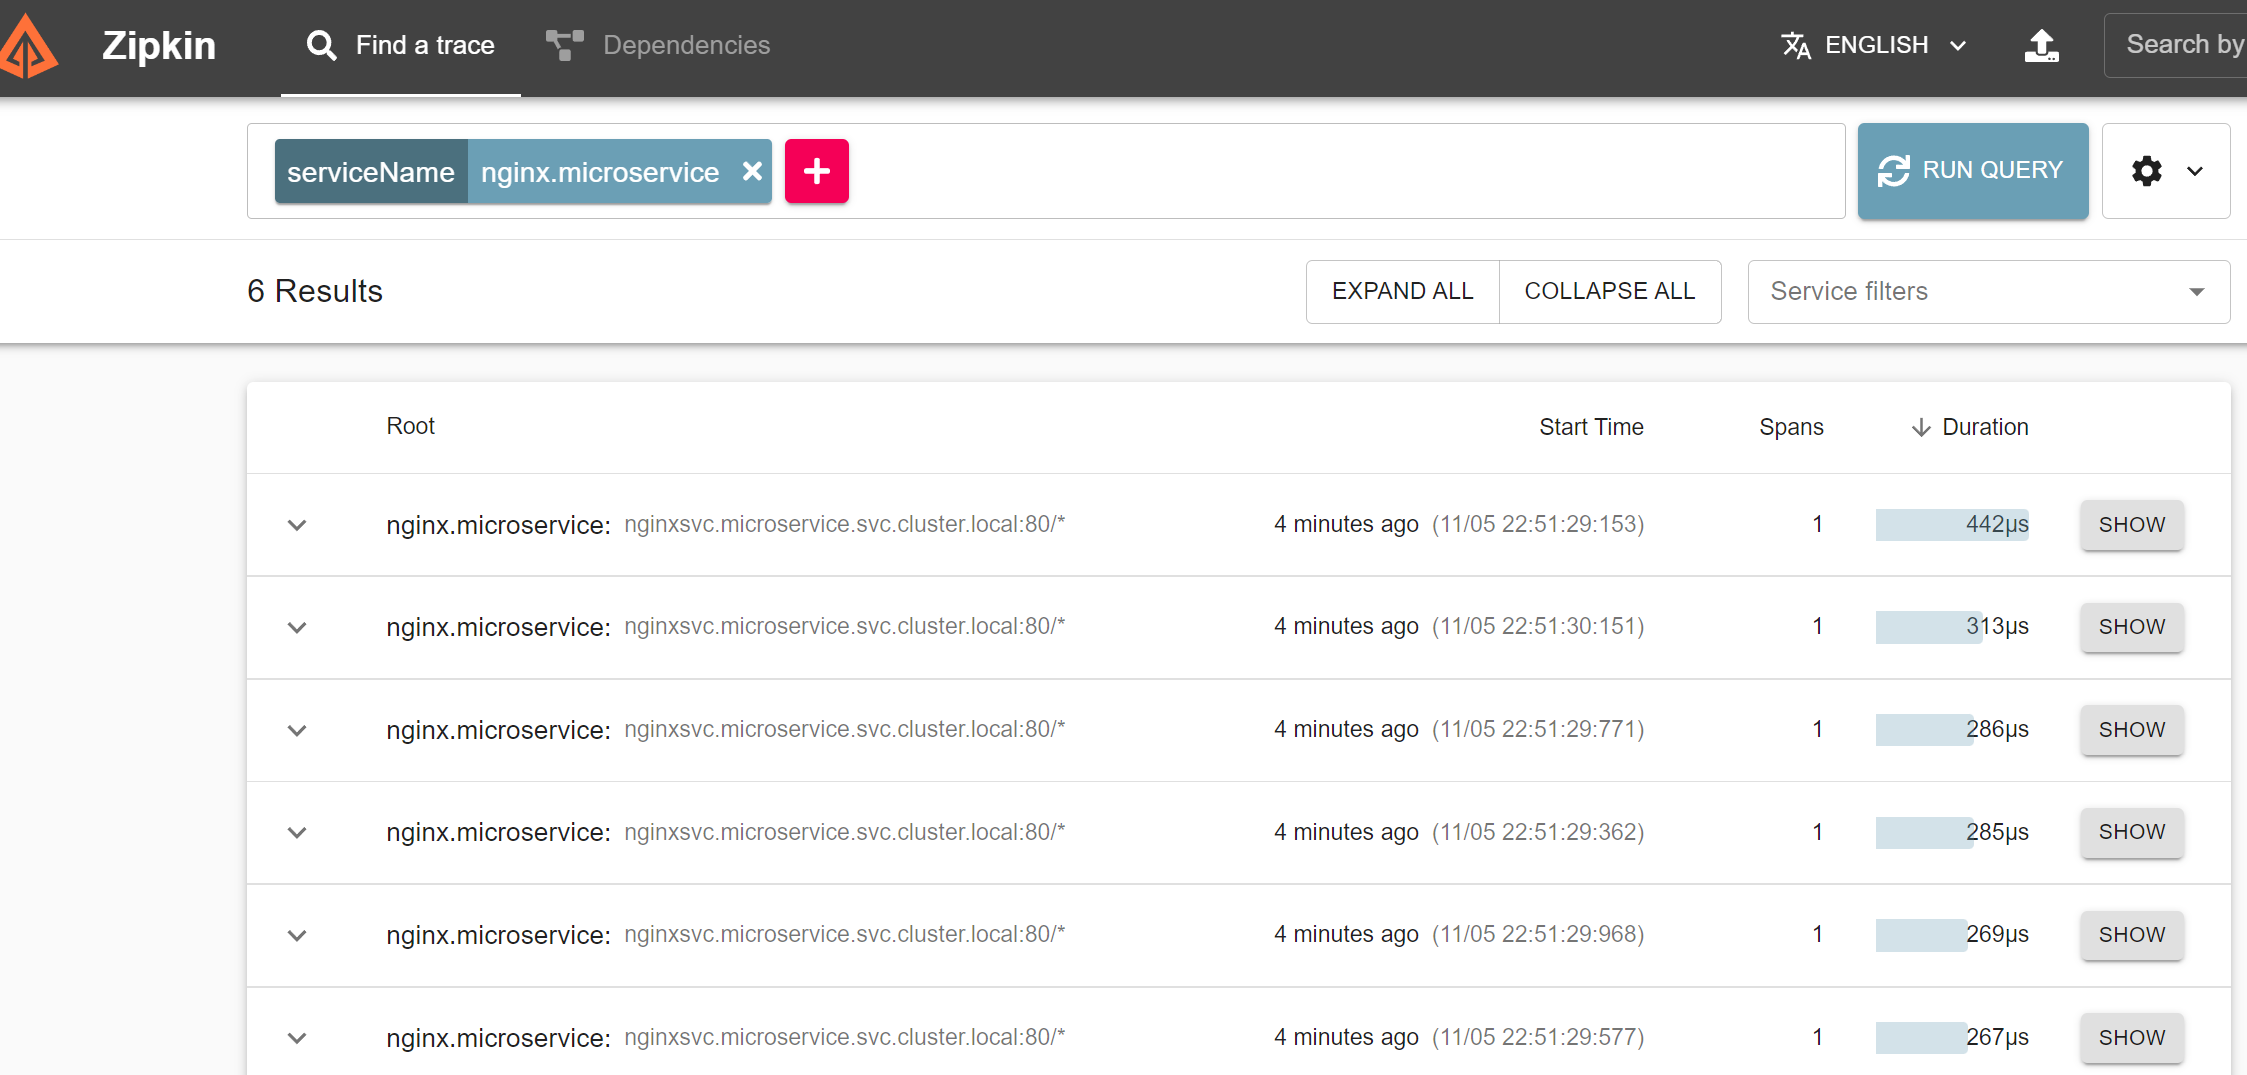 Zipkin Find a trace Dependencies ENGLISH Search by
serviceName nginx.microservice RUN QUERY
6 Results EXPAND ALL COLLAPSE ALL Service filters
Root Start Time Spans Duration
nginx.microservice: nginxsvc.microservice.svc.cluster.local:80/* 4 minutes ago (11/05 22:51:29:153) 1 442μs SHOW
nginx.microservice: nginxsvc.microservice.svc.cluster.local:80/* 4 minutes ago (11/05 22:51:30:151) 1 313μs SHOW
nginx.microservice: nginxsvc.microservice.svc.cluster.local:80/* 4 minutes ago (11/05 22:51:29:771) 1 286μs SHOW
nginx.microservice: nginxsvc.microservice.svc.cluster.local:80/* 4 minutes ago (11/05 22:51:29:362) 1 285μs SHOW
nginx.microservice: nginxsvc.microservice.svc.cluster.local:80/* 4 minutes ago (11/05 22:51:29:968) 1 269μs SHOW
nginx.microservice: nginxsvc.microservice.svc.cluster.local:80/* 4 minutes ago (11/05 22:51:29:577) 1 267μs SHOW